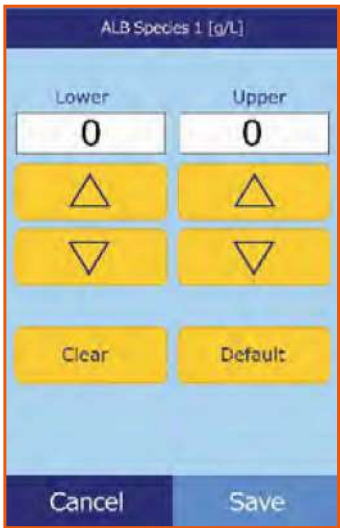 ALB Species 1 [g/L]
Lower Upper
0 0
Clear Default
Cancel Save